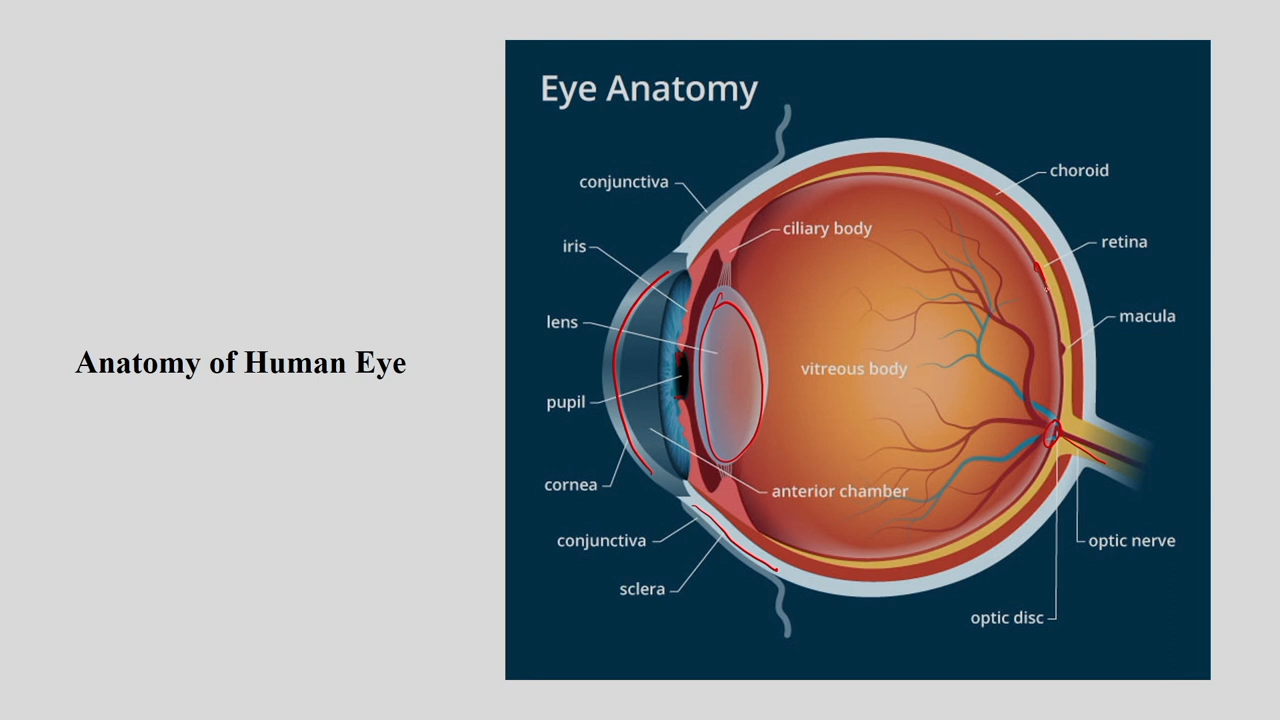 Anatomy of Human Eye
Eye Anatomy
conjunctiva
choroid
ciliary body
iris
retina
lens
macula
vitreous body
pupil
cornea
anterior chamber
conjunctiva
optic nerve
sclera
optic disc